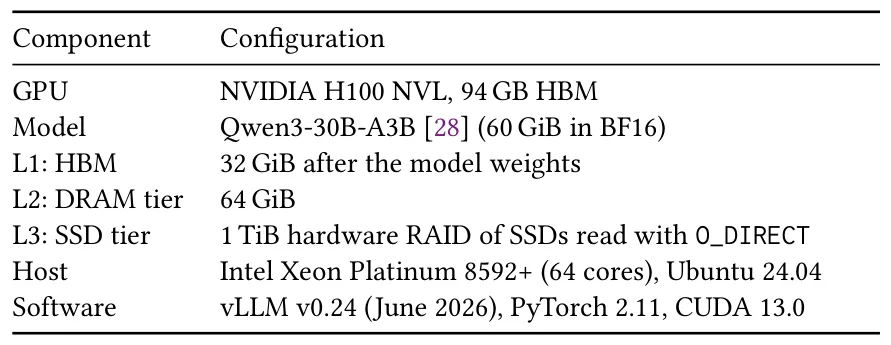 Component Configuration
GPU NVIDIA H100 NVL, 94 GB HBM
Model Qwen3-30B-A3B [28] (60 GiB in BF16)
L1: HBM 32 GiB after the model weights
L2: DRAM tier 64 GiB
L3: SSD tier 1 TiB hardware RAID of SSDs read with O_DIRECT
Host Intel Xeon Platinum 8592+ (64 cores), Ubuntu 24.04
Software vLLM v0.24 (June 2026), PyTorch 2.11, CUDA 13.0